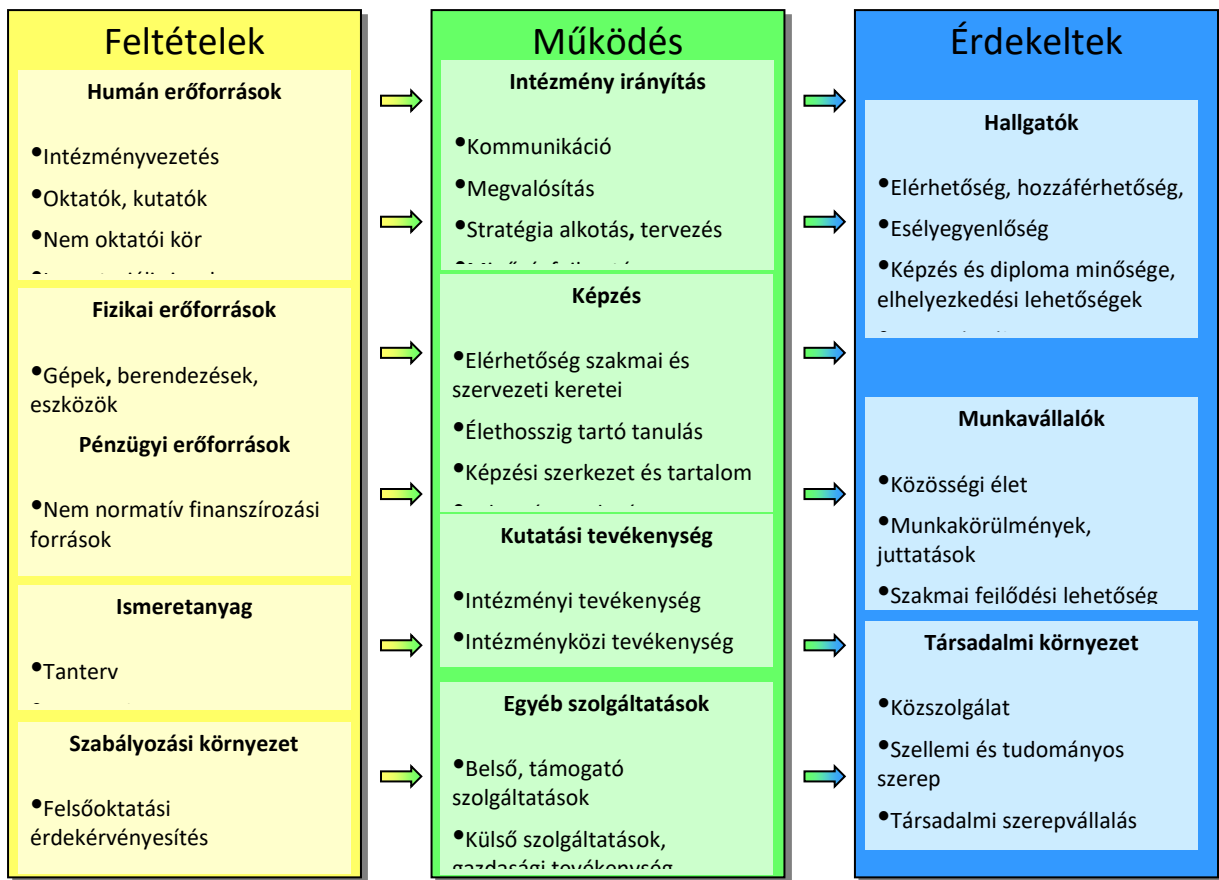 Feltételek
Humán erőforrások
•Intézményvezetés
•Oktatók, kutatók
•Nem oktatói kör
Fizikai erőforrások
•Gépek, berendezések,
eszközök
Pénzügyi erőforrások
•Nem normatív finanszírozási
források
Ismeretanyag
•Tanterv
Szabályozási környezet
•Felsőoktatási
érdekérvényesítés
Működés
Intézmény irányítás
•Kommunikáció
•Megvalósítás
•Stratégia alkotás, tervezés
Képzés
•Elérhetőség szakmai és
szervezeti keretei
•Élethosszig tartó tanulás
•Képzési szerkezet és tartalom
Kutatási tevékenység
•Intézményi tevékenység
•Intézményközi tevékenység
Egyéb szolgáltatások
•Belső, támogató
szolgáltatások
•Külső szolgáltatások,
gazdasági tevékenység
Érdekeltek
Hallgatók
•Elérhetőség, hozzáférhetőség,
•Esélyegyenlőség
•Képzés és diploma minősége,
elhelyezkedési lehetőségek
Munkavállalók
•Közösségi élet
•Munkakörülmények,
juttatások
•Szakmai fejlődési lehetőség
Társadalmi környezet
•Közszolgálat
•Szellemi és tudományos
szerep
•Társadalmi szerepvállalás